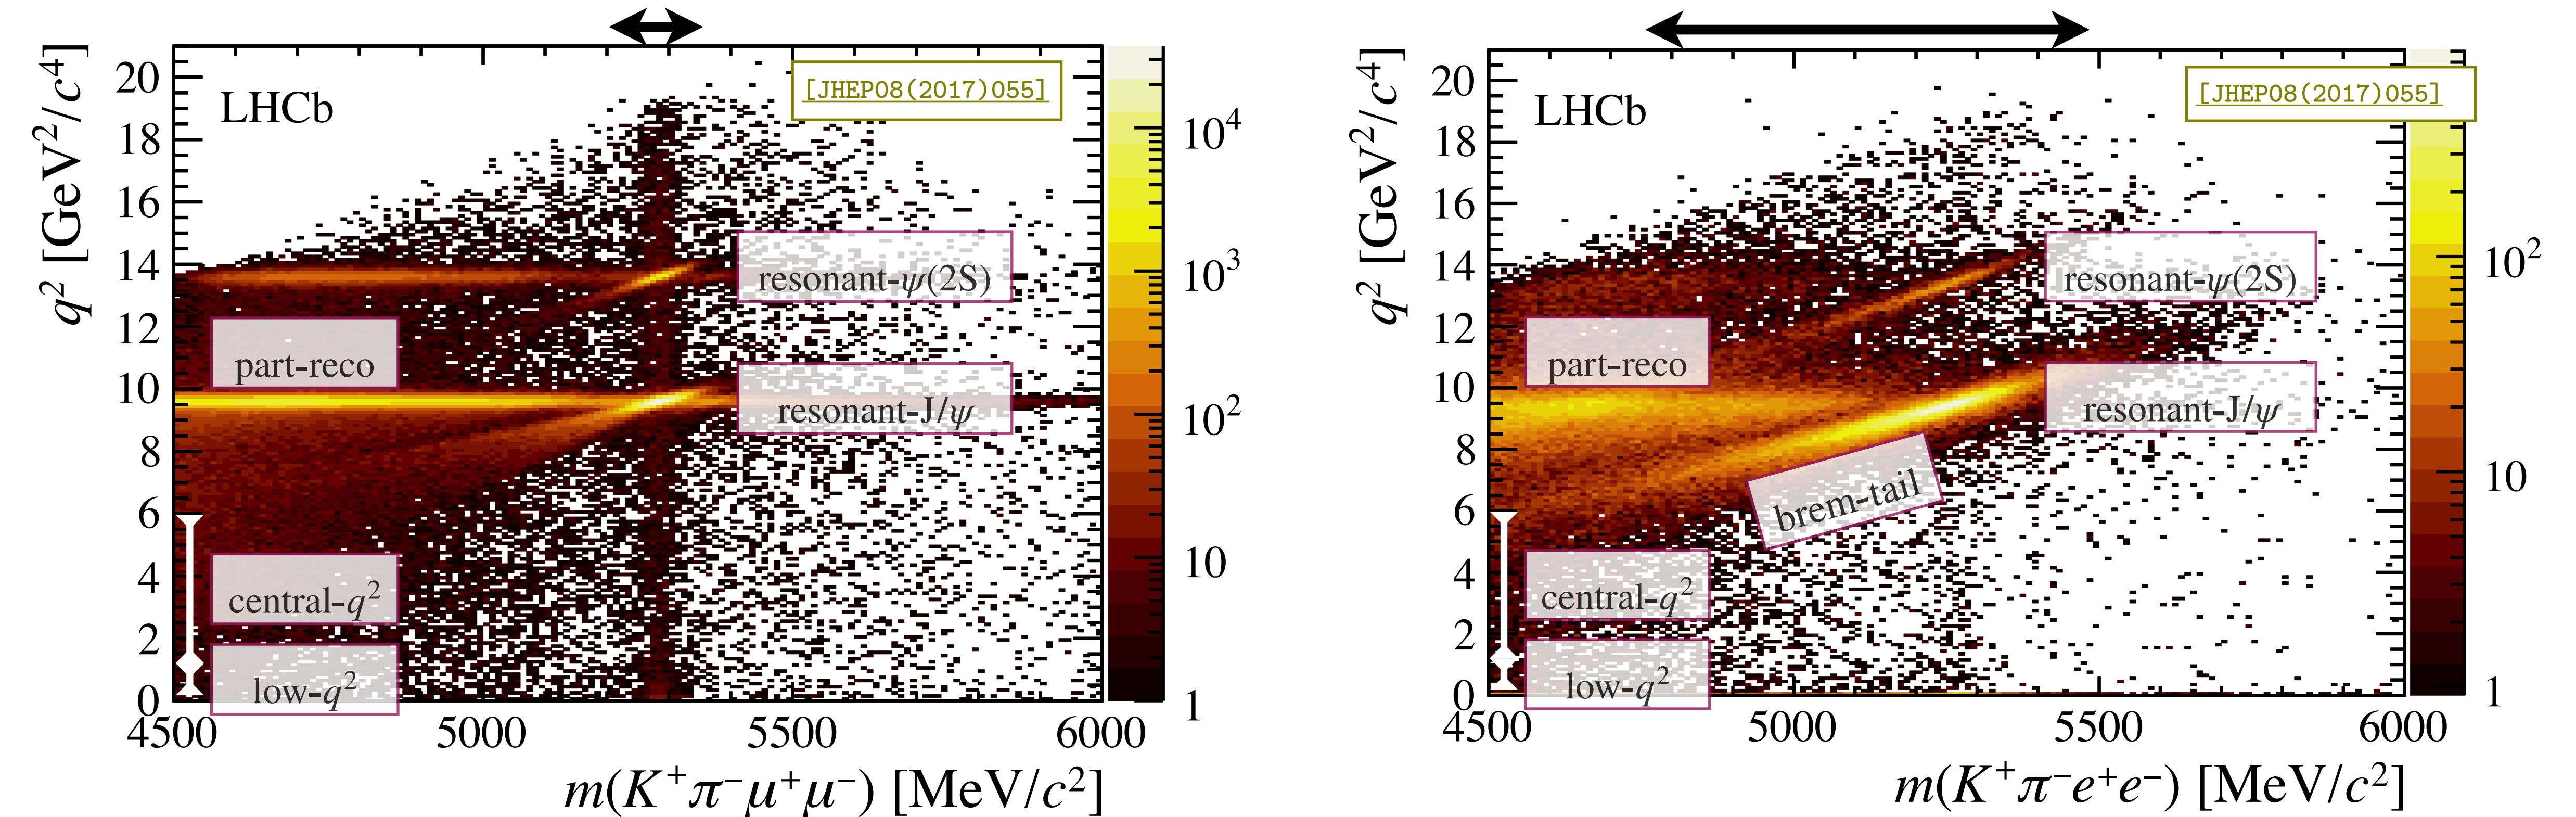 q² [GeV²/c⁴]
20
18
16
14
12
10
8
6
4
2
0
LHCb
[JHEP08(2017)055]
resonant-ψ(2S)
part-reco
resonant-J/ψ
central-q²
low-q²
4500 5000 5500 6000
m(K⁺π⁻μ⁺μ⁻) [MeV/c²]
10⁴
10³
10²
10
1
q² [GeV²/c⁴]
20
18
16
14
12
10
8
6
4
2
0
LHCb
[JHEP08(2017)055]
resonant-ψ(2S)
part-reco
resonant-J/ψ
brem-tail
central-q²
low-q²
4500 5000 5500 6000
m(K⁺π⁻e⁺e⁻) [MeV/c²]
10²
10
1